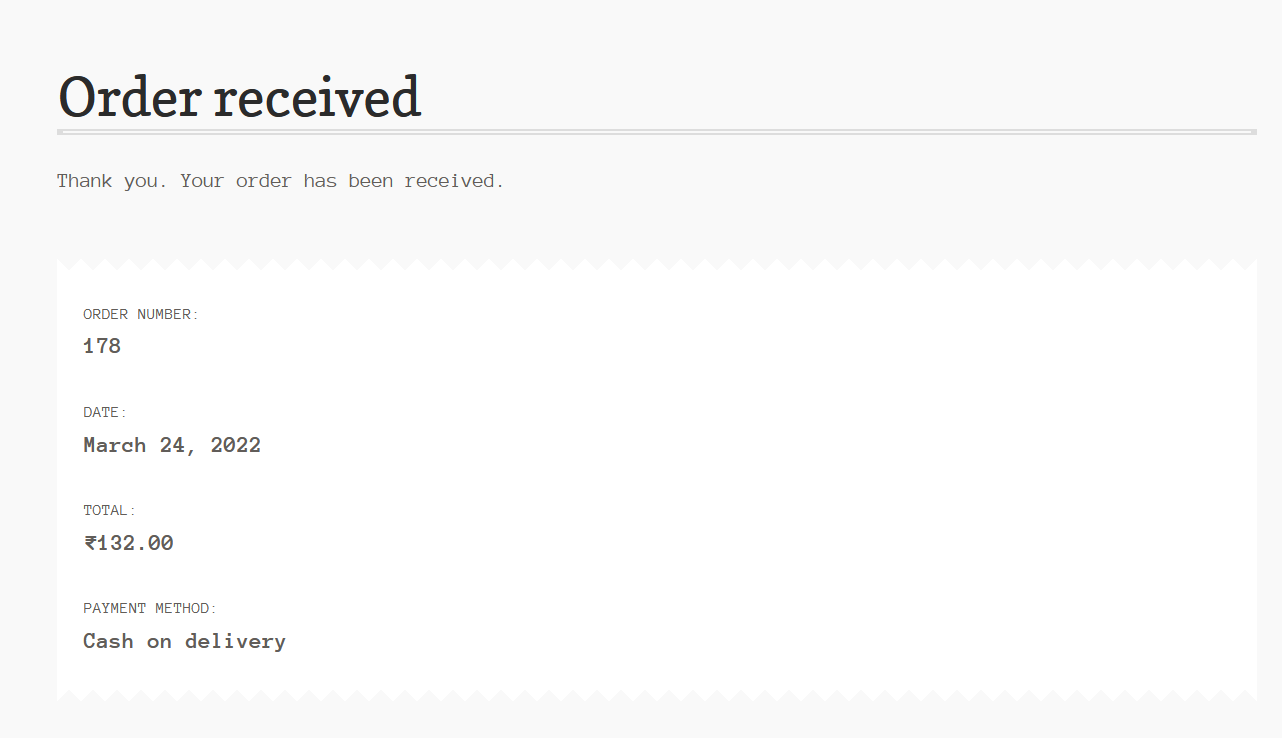 Order received
Thank you. Your order has been received.
ORDER NUMBER:
178
DATE:
March 24, 2022
TOTAL:
₹132.00
PAYMENT METHOD:
Cash on delivery